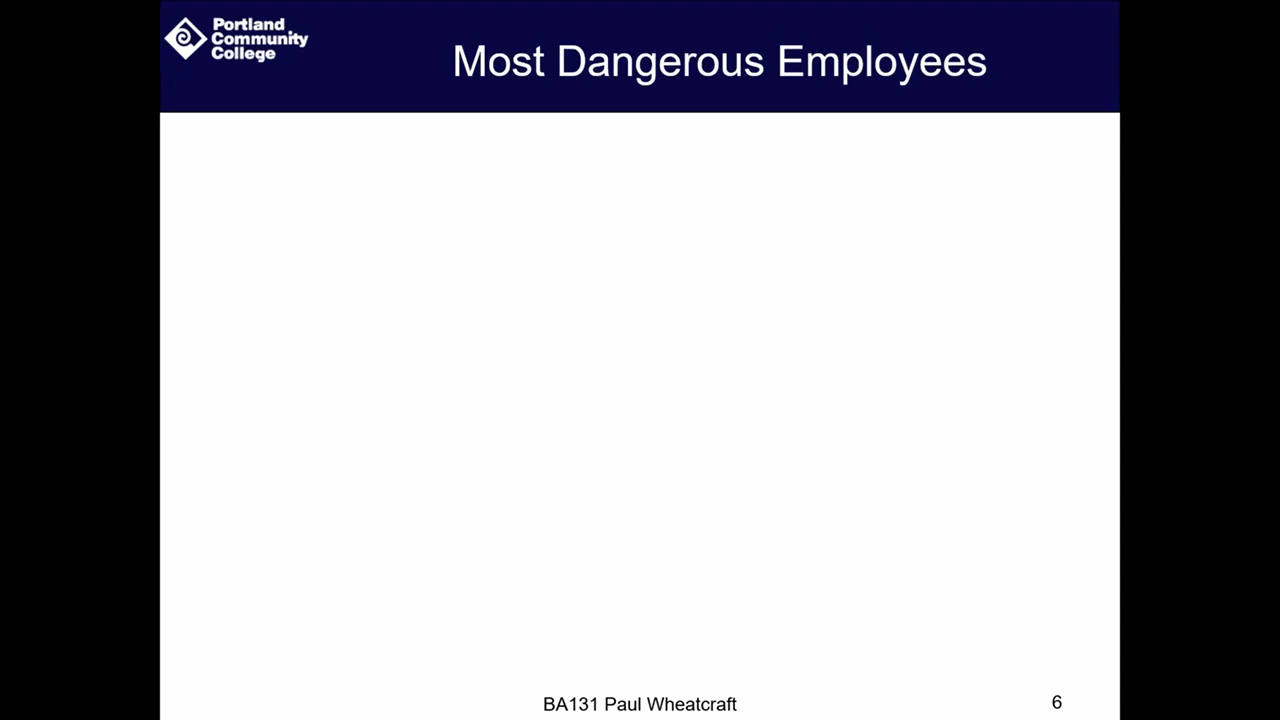 Portland
Community
College
Most Dangerous Employees
BA131 Paul Wheatcraft
6